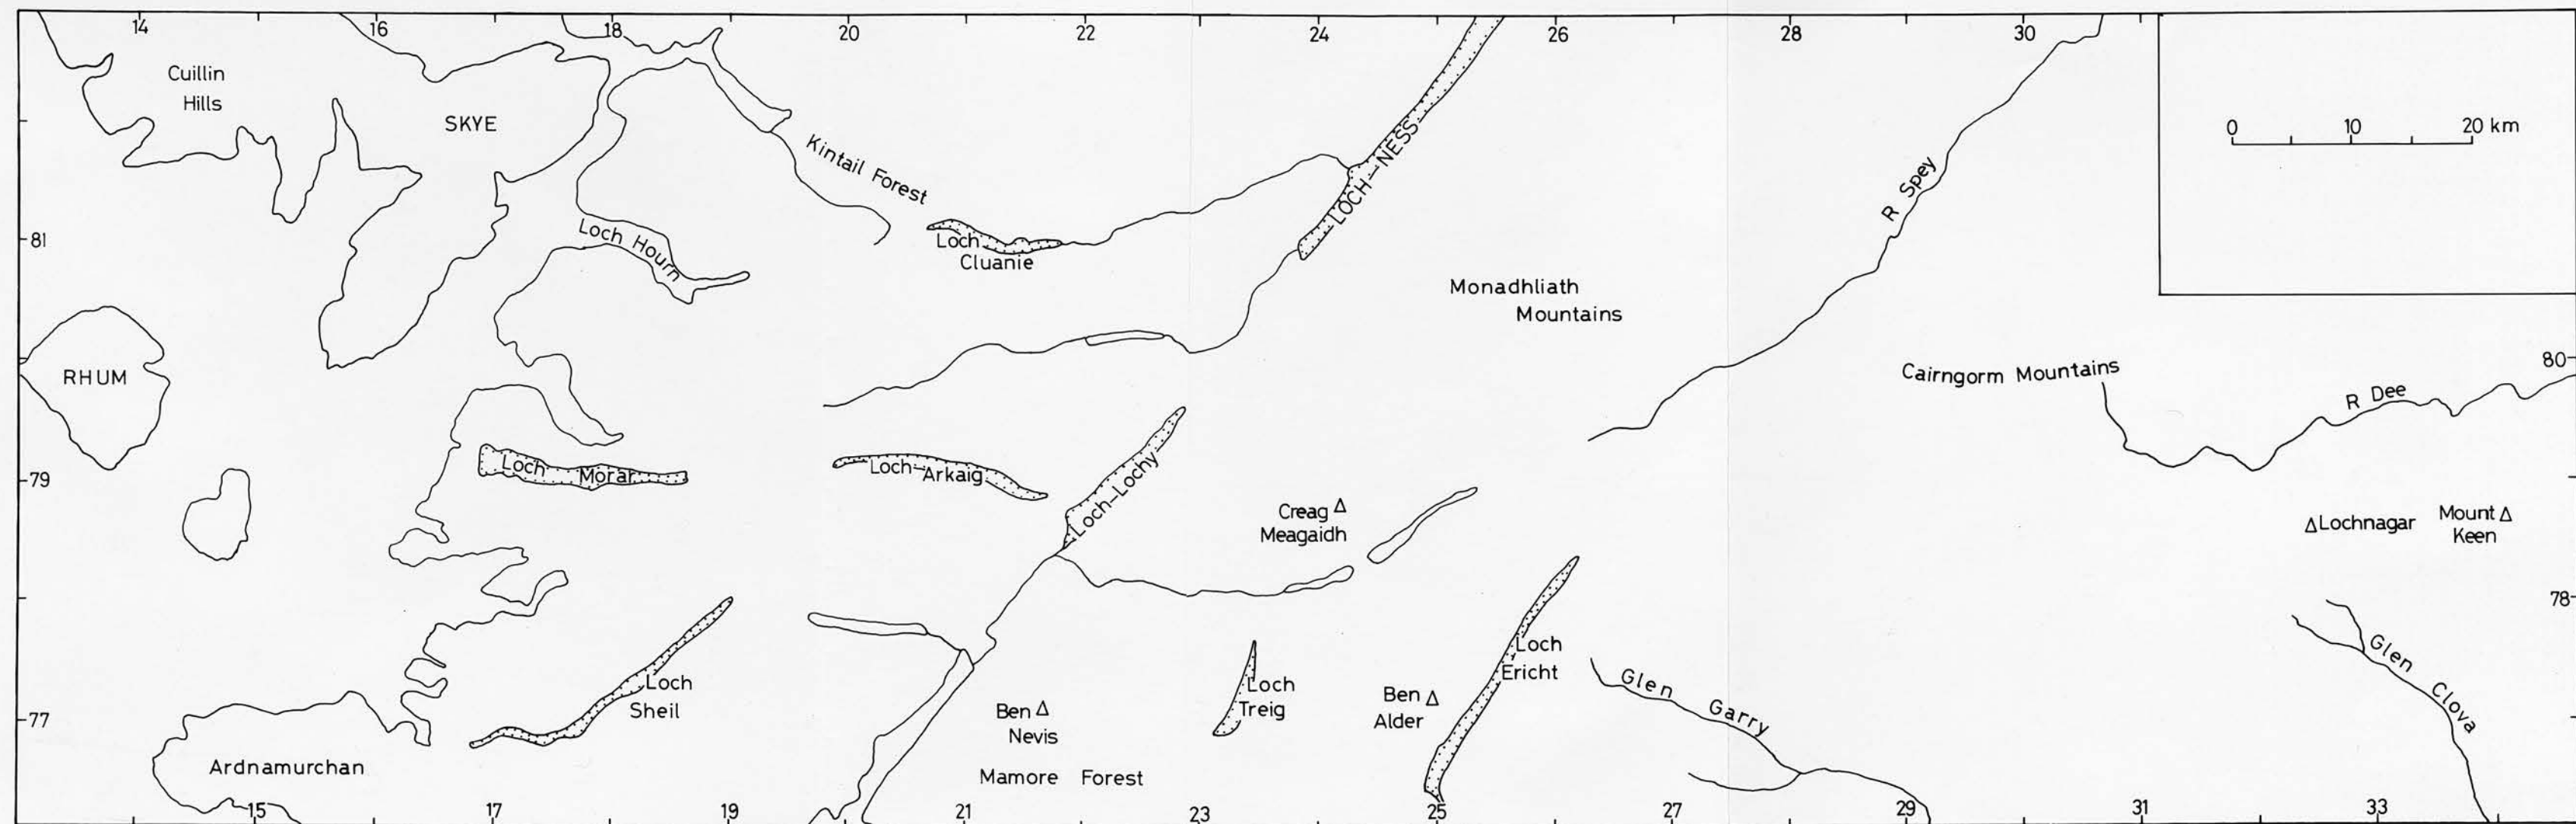 14 16 18 20 22 24 26 28 30
Cuillin
Hills
SKYE
0 10 20 km
Kintail Forest
LOCH-NESS
R Spey
81
Loch Hourn
Loch
Cluanie
Monadhliath
Mountains
RHUM
80
Cairngorm Mountains
R Dee
79
Loch Morar
Loch-Arkaig
Loch-Lochy
Creag
Meagaidh
Lochnagar
Mount
Keen
78
Loch
Sheil
Loch
Treig
Loch
Ericht
Glen Garry
Glen Clova
77
Ben
Nevis
Ben
Alder
Ardnamurchan
Mamore Forest
15 17 19 21 23 25 27 29 31 33